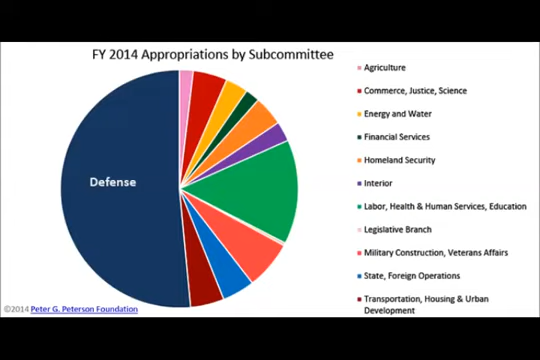 FY 2014 Appropriations by Subcommittee
Agriculture
Commerce, Justice, Science
Energy and Water
Financial Services
Homeland Security
Interior
Labor, Health & Human Services, Education
Legislative Branch
Military Construction, Veterans Affairs
State, Foreign Operations
Transportation, Housing & Urban
Development
Defense
©2014 Peter G. Peterson Foundation